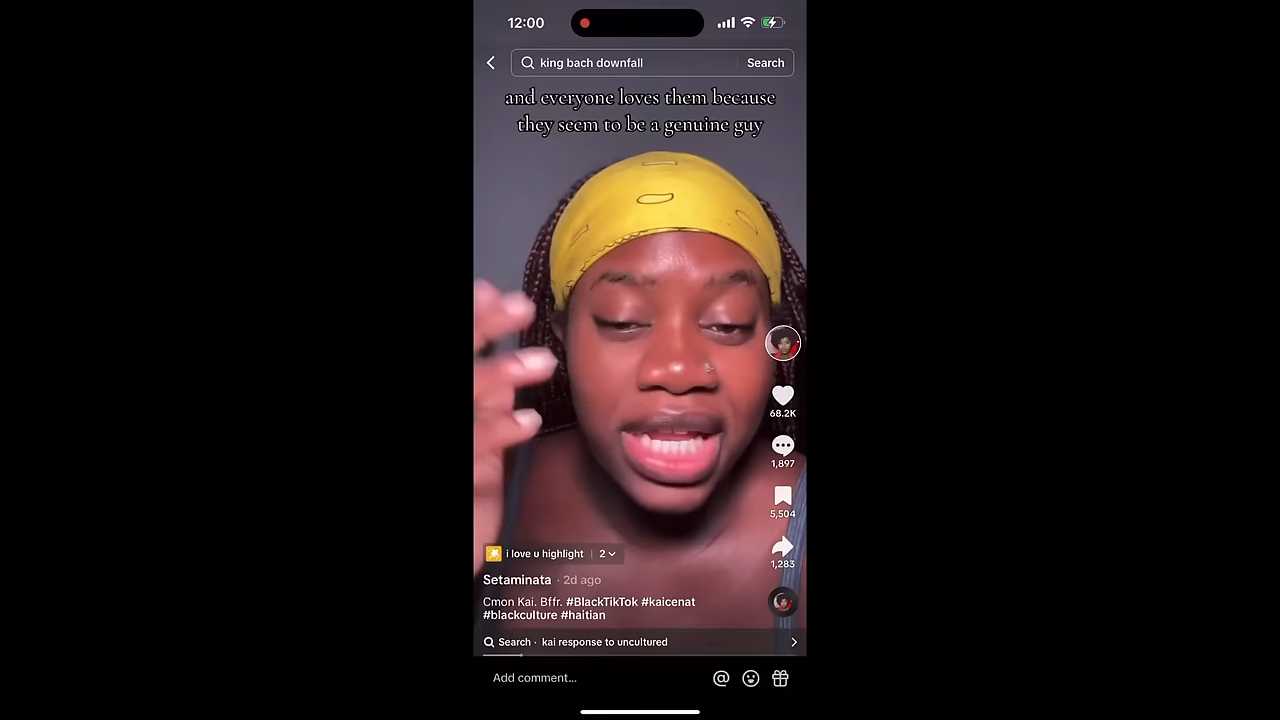 12:00
king bach downfall
Search
and everyone loves them because
they seem to be a genuine guy
68.2K
1,897
5,504
1,283
i love u highlight
2
Setaminata · 2d ago
Cmon Kai. Bffr. #BlackTikTok #kaicenat
#blackculture #haitian
Search · kai response to uncultured
Add comment...